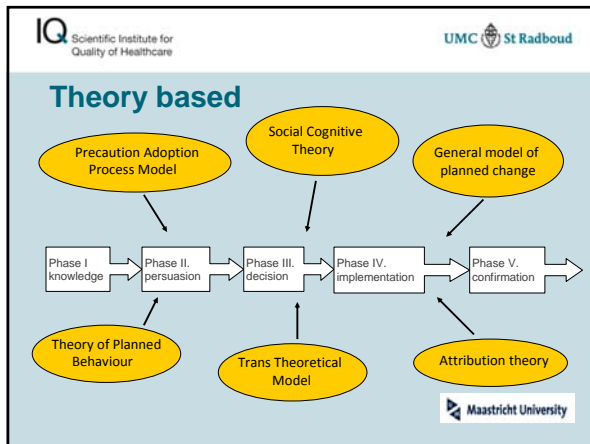 IQ Scientific Institute for
Quality of Healthcare
UMC St Radboud
Theory based
Precaution Adoption
Process Model
Social Cognitive
Theory
General model of
planned change
Phase I
knowledge
Phase II.
persuasion
Phase III.
decision
Phase IV.
implementation
Phase V.
confirmation
Theory of Planned
Behaviour
Trans Theoretical
Model
Attribution theory
Maastricht University